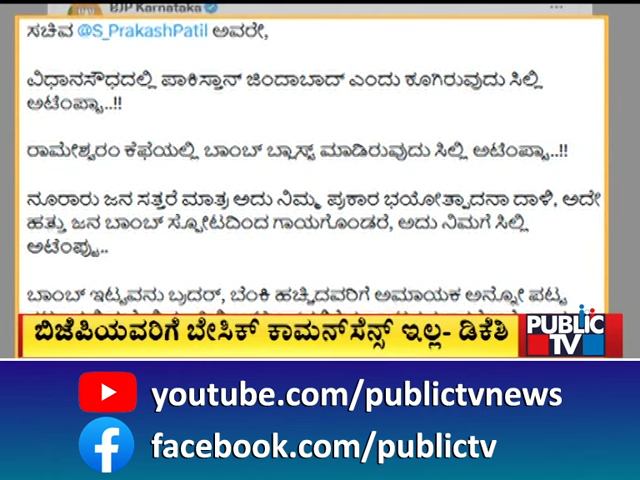 BJP Karnataka
ಸಚಿವ @S_PrakashPatil ಅವರೇ,
ವಿಧಾನಸೌಧದಲ್ಲಿ ಪಾಕಿಸ್ತಾನ್ ಜಿಂದಾಬಾದ್ ಎಂದು ಕೂಗಿರುವುದು ಸಿಲ್ಲಿ
ಅಟೆಂಪ್ಟಾ..!!
ರಾಮೇಶ್ವರಂ ಕೆಫೆಯಲ್ಲಿ ಬಾಂಬ್ ಬ್ಲಾಸ್ಟ್ ಮಾಡಿರುವುದು ಸಿಲ್ಲಿ ಅಟೆಂಪ್ಟಾ..!!
ನೂರಾರು ಜನ ಸತ್ತರೆ ಮಾತ್ರ ಅದು ನಿಮ್ಮ ಪ್ರಕಾರ ಭಯೋತ್ಪಾದನಾ ದಾಳಿ, ಅದೇ
ಹತ್ತು ಜನ ಬಾಂಬ್ ಸ್ಫೋಟದಿಂದ ಗಾಯಗೊಂಡರೆ, ಅದು ನಿಮಗೆ ಸಿಲ್ಲಿ
ಅಟೆಂಪ್ಟು..
ಬಾಂಬ್ ಇಟ್ಟವನು ಬ್ರದರ್, ಬೆಂಕಿ ಹಚ್ಚಿದವರಿಗೆ ಅಮಾಯಕ ಅನ್ನೋ ಪಟ್ಟ
ಬಿಜೆಪಿಯವರಿಗೆ ಬೇಸಿಕ್ ಕಾಮನ್‌ಸೆನ್ಸ್ ಇಲ್ಲ- ಡಿಕೆಶಿ
PUBLIC
TV
youtube.com/publictvnews
facebook.com/publictv